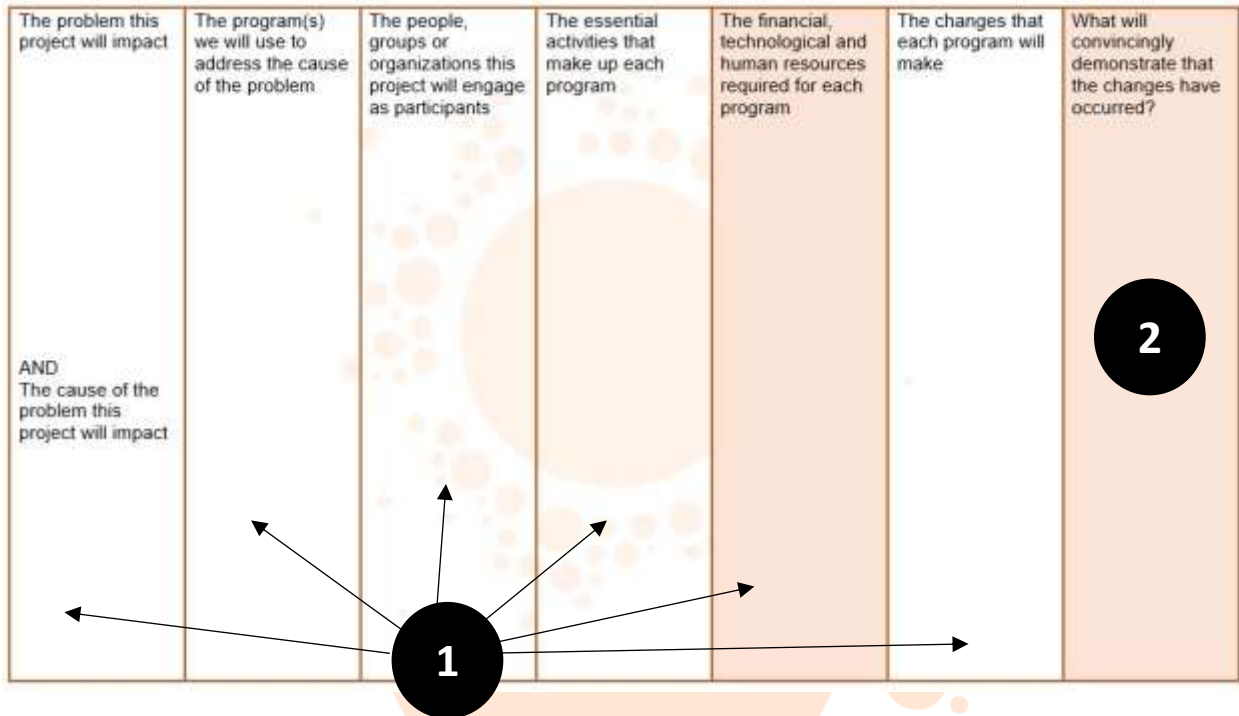 The problem this
project will impact
AND
The cause of the
problem this
project will impact
The program(s)
we will use to
address the cause
of the problem
The people,
groups or
organizations this
project will engage
as participants
The essential
activities that
make up each
program
The financial,
technological and
human resources
required for each
program
The changes that
each program will
make
What will
convincingly
demonstrate that
the changes have
occurred?
2
1